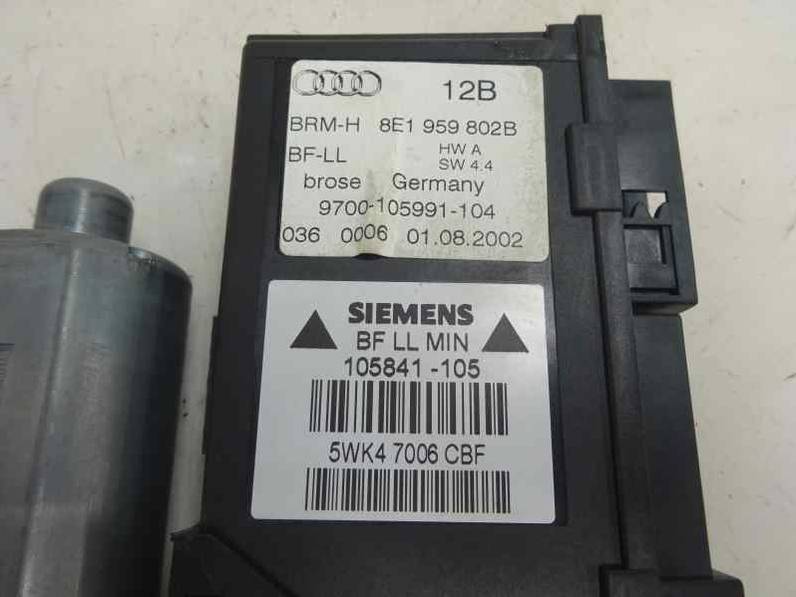 12B
BRM-H 8E1 959 802B
HW A
BF-LL
SW 4.4
brose Germany
9700-105991-104
036 0006 01.08.2002
SIEMENS
BF LL MIN
105841-105
5WK4 7006 CBF